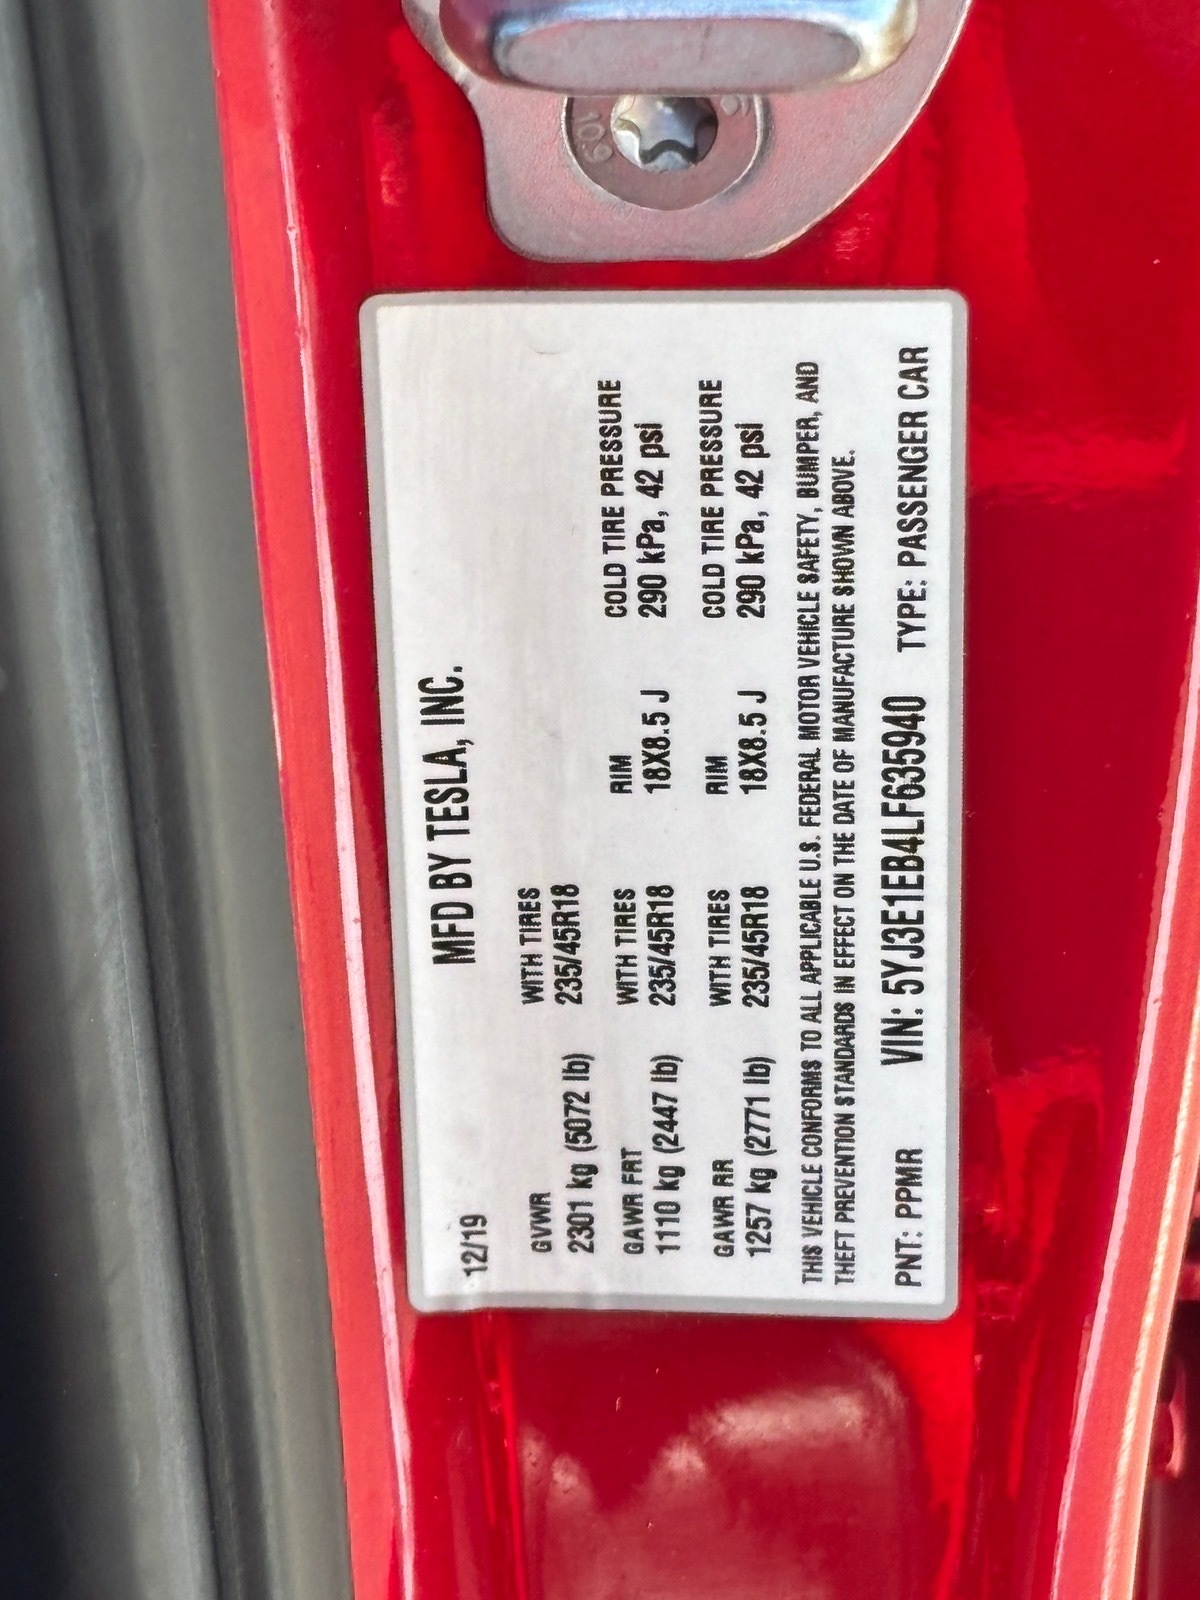 10.9
MFD BY TESLA, INC.
12/19
GVWR WITH TIRES
2301 kg (5072 lb) 235/45R18
GAWR FRT WITH TIRES RIM COLD TIRE PRESSURE
1110 kg (2447 lb) 235/45R18 18X8.5 J 290 kPa, 42 psi
GAWR RR WITH TIRES RIM COLD TIRE PRESSURE
1257 kg (2771 lb) 235/45R18 18X8.5 J 290 kPa, 42 psi
THIS VEHICLE CONFORMS TO ALL APPLICABLE U.S. FEDERAL MOTOR VEHICLE SAFETY, BUMPER, AND
THEFT PREVENTION STANDARDS IN EFFECT ON THE DATE OF MANUFACTURE SHOWN ABOVE.
PNT: PPMR VIN: 5YJ3E1EB4LF635940 TYPE: PASSENGER CAR